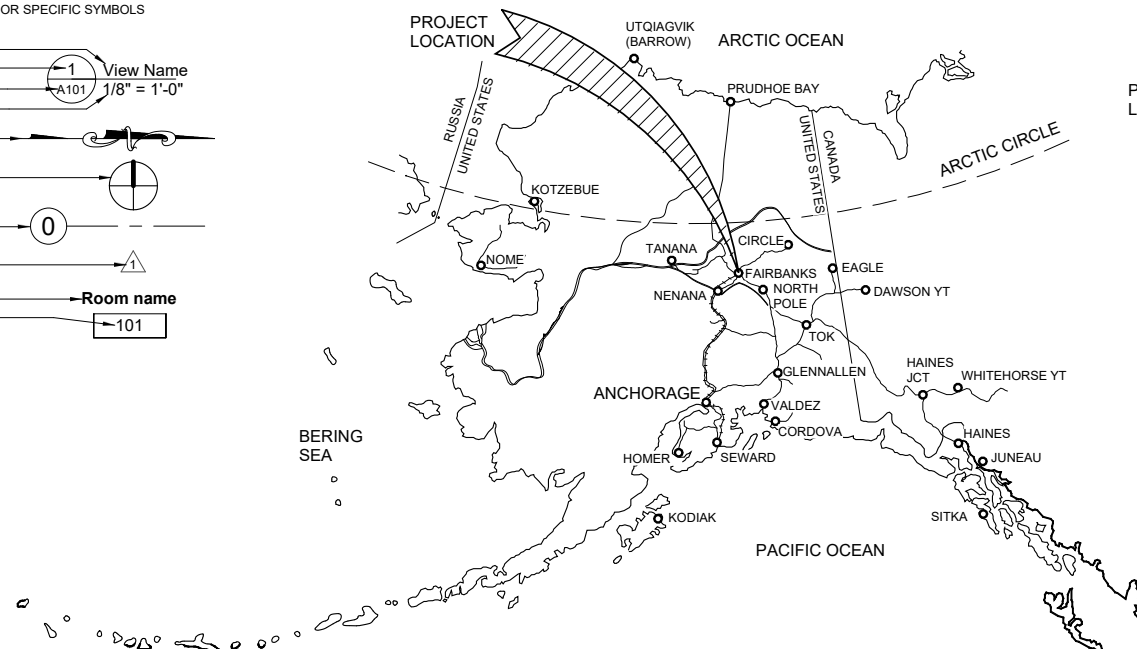 OR SPECIFIC SYMBOLS
1
View Name
A101
1/8" = 1'-0"
0
1
Room name
101
PROJECT
LOCATION
UTQIAGVIK
(BARROW)
ARCTIC OCEAN
PRUDHOE BAY
P
L
RUSSIA
UNITED STATES
CANADA
UNITED STATES
ARCTIC CIRCLE
KOTZEBUE
NOME
TANANA
CIRCLE
FAIRBANKS
EAGLE
NENANA
NORTH
POLE
DAWSON YT
TOK
GLENNALLEN
HAINES
JCT
WHITEHORSE YT
ANCHORAGE
VALDEZ
CORDOVA
BERING
SEA
HOMER
SEWARD
HAINES
JUNEAU
KODIAK
SITKA
PACIFIC OCEAN